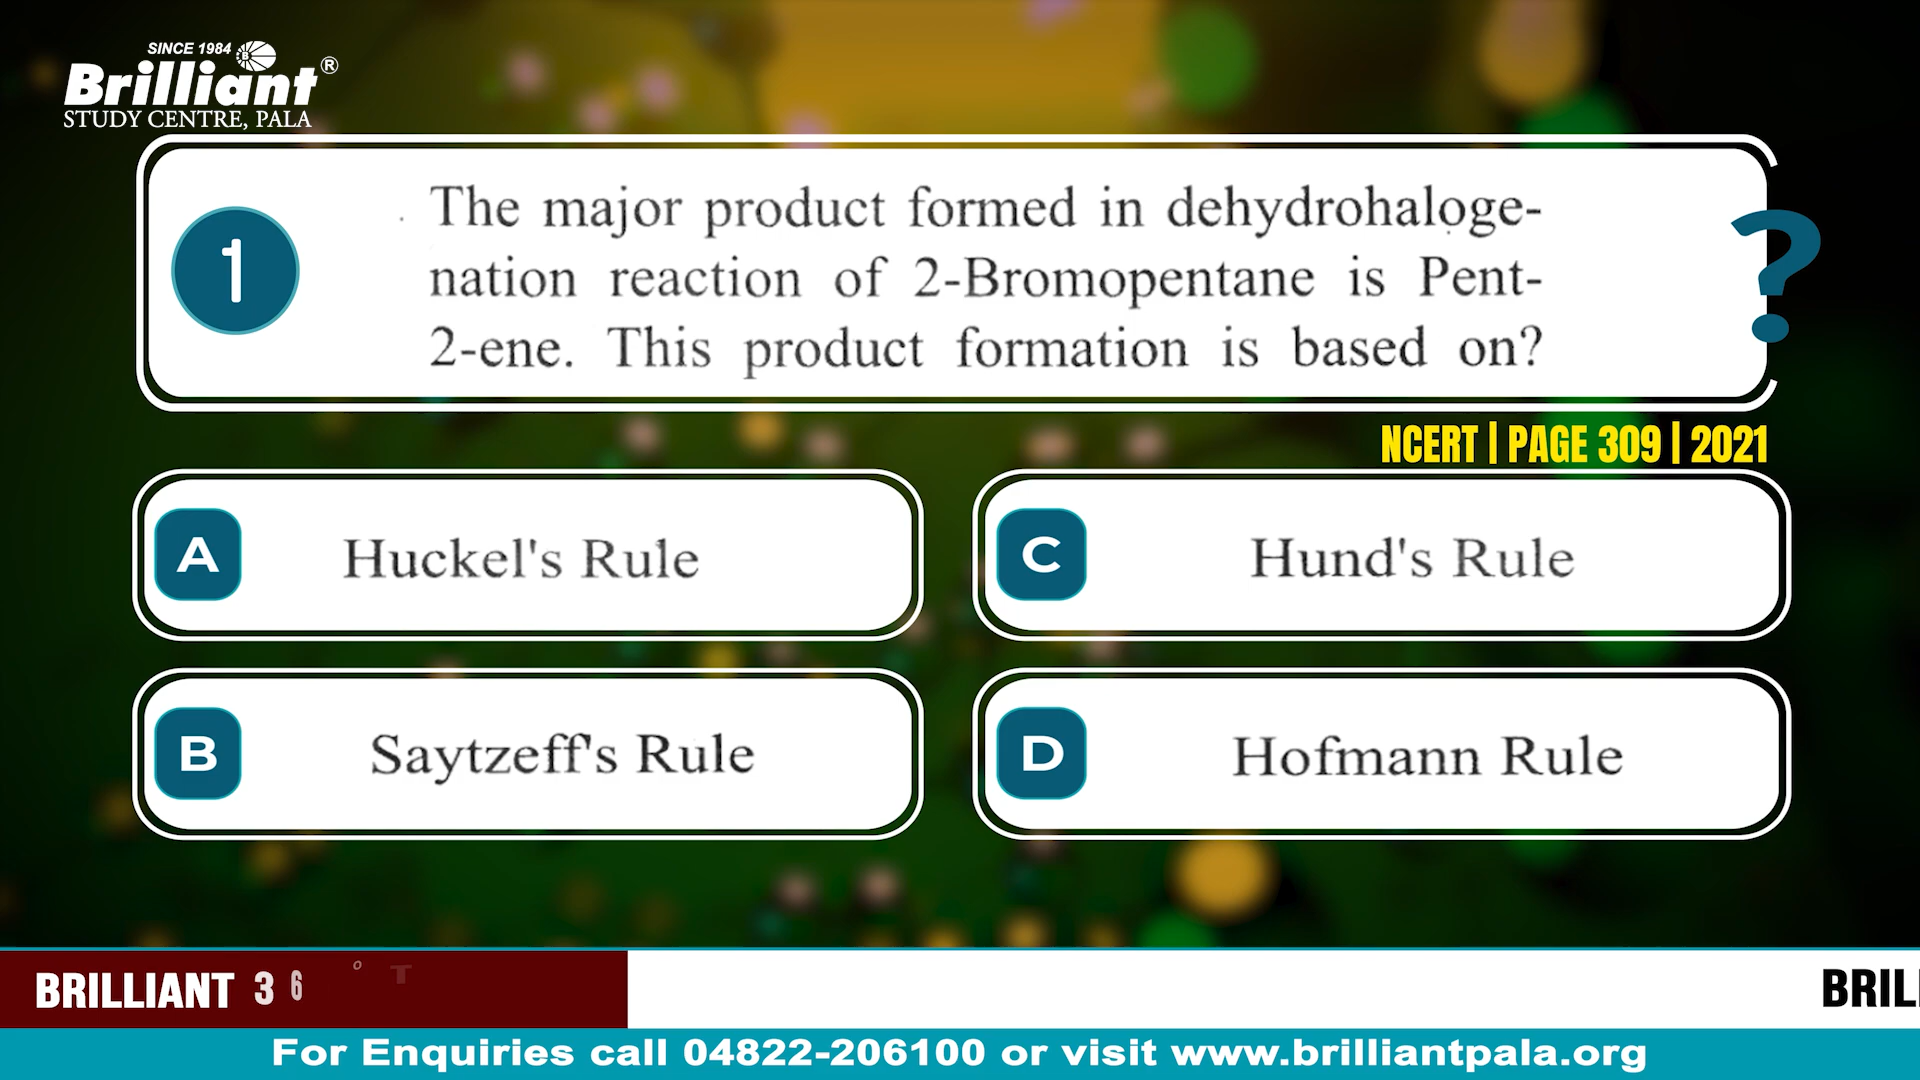 SINCE 1984
Brilliant®
STUDY CENTRE, PALA
1
The major product formed in dehydrohaloge-
nation reaction of 2-Bromopentane is Pent-
2-ene. This product formation is based on?
?
NCERT | PAGE 309 | 2021
A Huckel's Rule
B Saytzeff's Rule
C Hund's Rule
D Hofmann Rule
BRILLIANT 36 ° T
BRIL
For Enquiries call 04822-206100 or visit www.brilliantpala.org